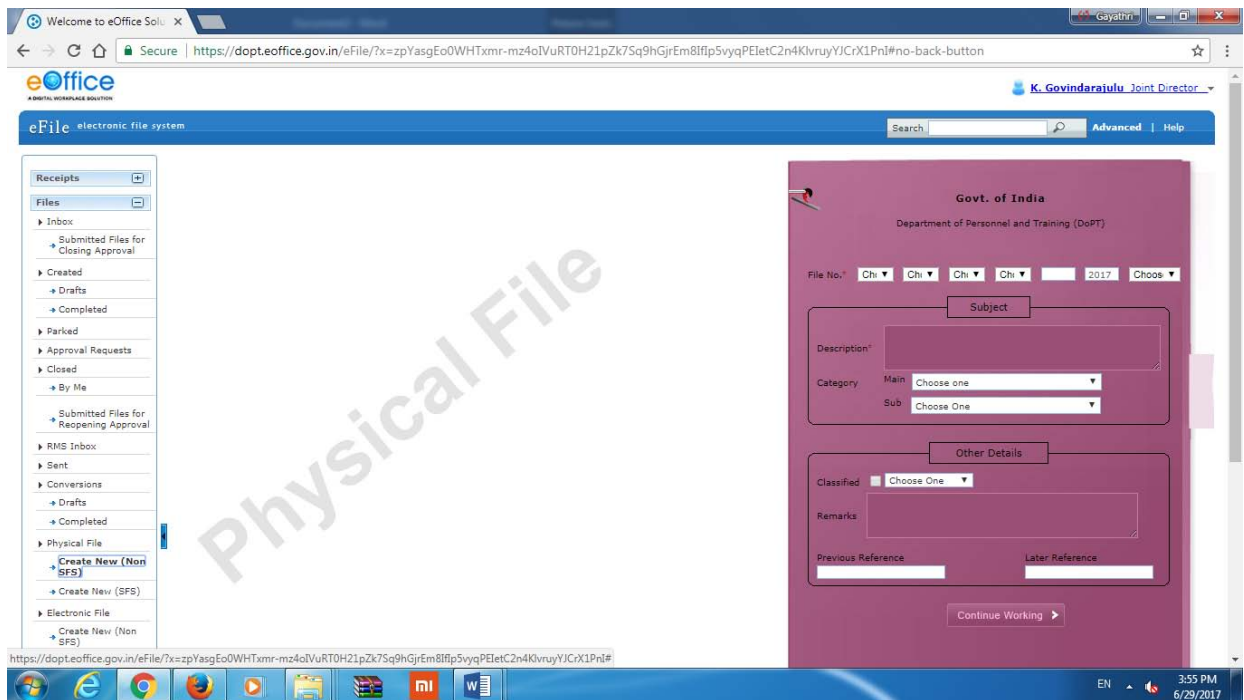 Welcome to eOffice Solu
Gayathri
Secure | https://dopt.eoffice.gov.in/eFile/?x=zpYasgEo0WHTxmr-mz4oIVuRT0H21pZk7Sq9hGjrEm8IfIp5vyqPEIetC2n4KlvruyYJCrX1PnI#no-back-button
eOffice
A DIGITAL WORKPLACE SOLUTION
K. Govindarajulu Joint Director
eFile electronic file system
Search
Advanced | Help
Receipts
Files
Inbox
Submitted Files for
Closing Approval
Created
Drafts
Completed
Parked
Approval Requests
Closed
By Me
Submitted Files for
Reopening Approval
RMS Inbox
Sent
Conversions
Drafts
Completed
Physical File
Create New (Non
SFS)
Create New (SFS)
Electronic File
Create New (Non
SFS)
Physical File
Govt. of India
Department of Personnel and Training (DoPT)
File No.* Ch Ch Ch Ch 2017 Choos
Subject
Description*
Category Main Choose one
Sub Choose One
Other Details
Classified Choose One
Remarks
Previous Reference Later Reference
Continue Working
https://dopt.eoffice.gov.in/eFile/?x=zpYasgEo0WHTxmr-mz4oIVuRT0H21pZk7Sq9hGjrEm8IfIp5vyqPEIetC2n4KlvruyYJCrX1PnI#
EN
3:55 PM
6/29/2017